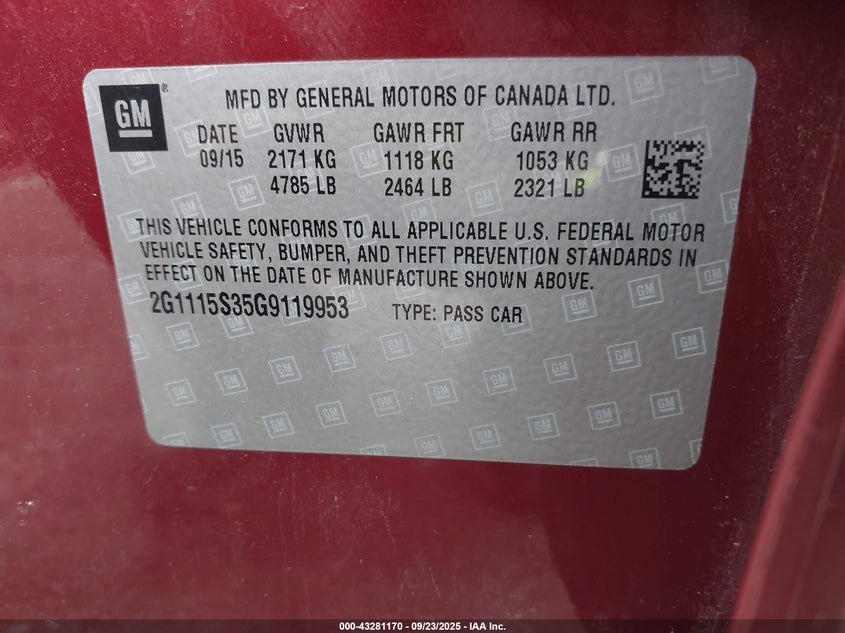 GM
MFD BY GENERAL MOTORS OF CANADA LTD.
DATE GVWR GAWR FRT GAWR RR
09/15 2171 KG 1118 KG 1053 KG
4785 LB 2464 LB 2321 LB
THIS VEHICLE CONFORMS TO ALL APPLICABLE U.S. FEDERAL MOTOR
VEHICLE SAFETY, BUMPER, AND THEFT PREVENTION STANDARDS IN
EFFECT ON THE DATE OF MANUFACTURE SHOWN ABOVE.
2G1115S35G9119953 TYPE: PASS CAR
000-43281170 - 09/23/2025 - IAA Inc.